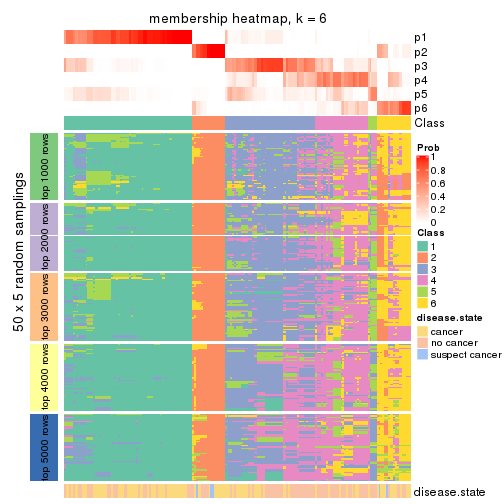 membership heatmap, k = 6
p1
p2
p3
p4
p5
p6
Class
50 x 5 random samplings
top 1000 rows
top 2000 rows
top 3000 rows
top 4000 rows
top 5000 rows
Prob
1
0.8
0.6
0.4
0.2
0
Class
1
2
3
4
5
6
disease.state
cancer
no cancer
suspect cancer
disease.state